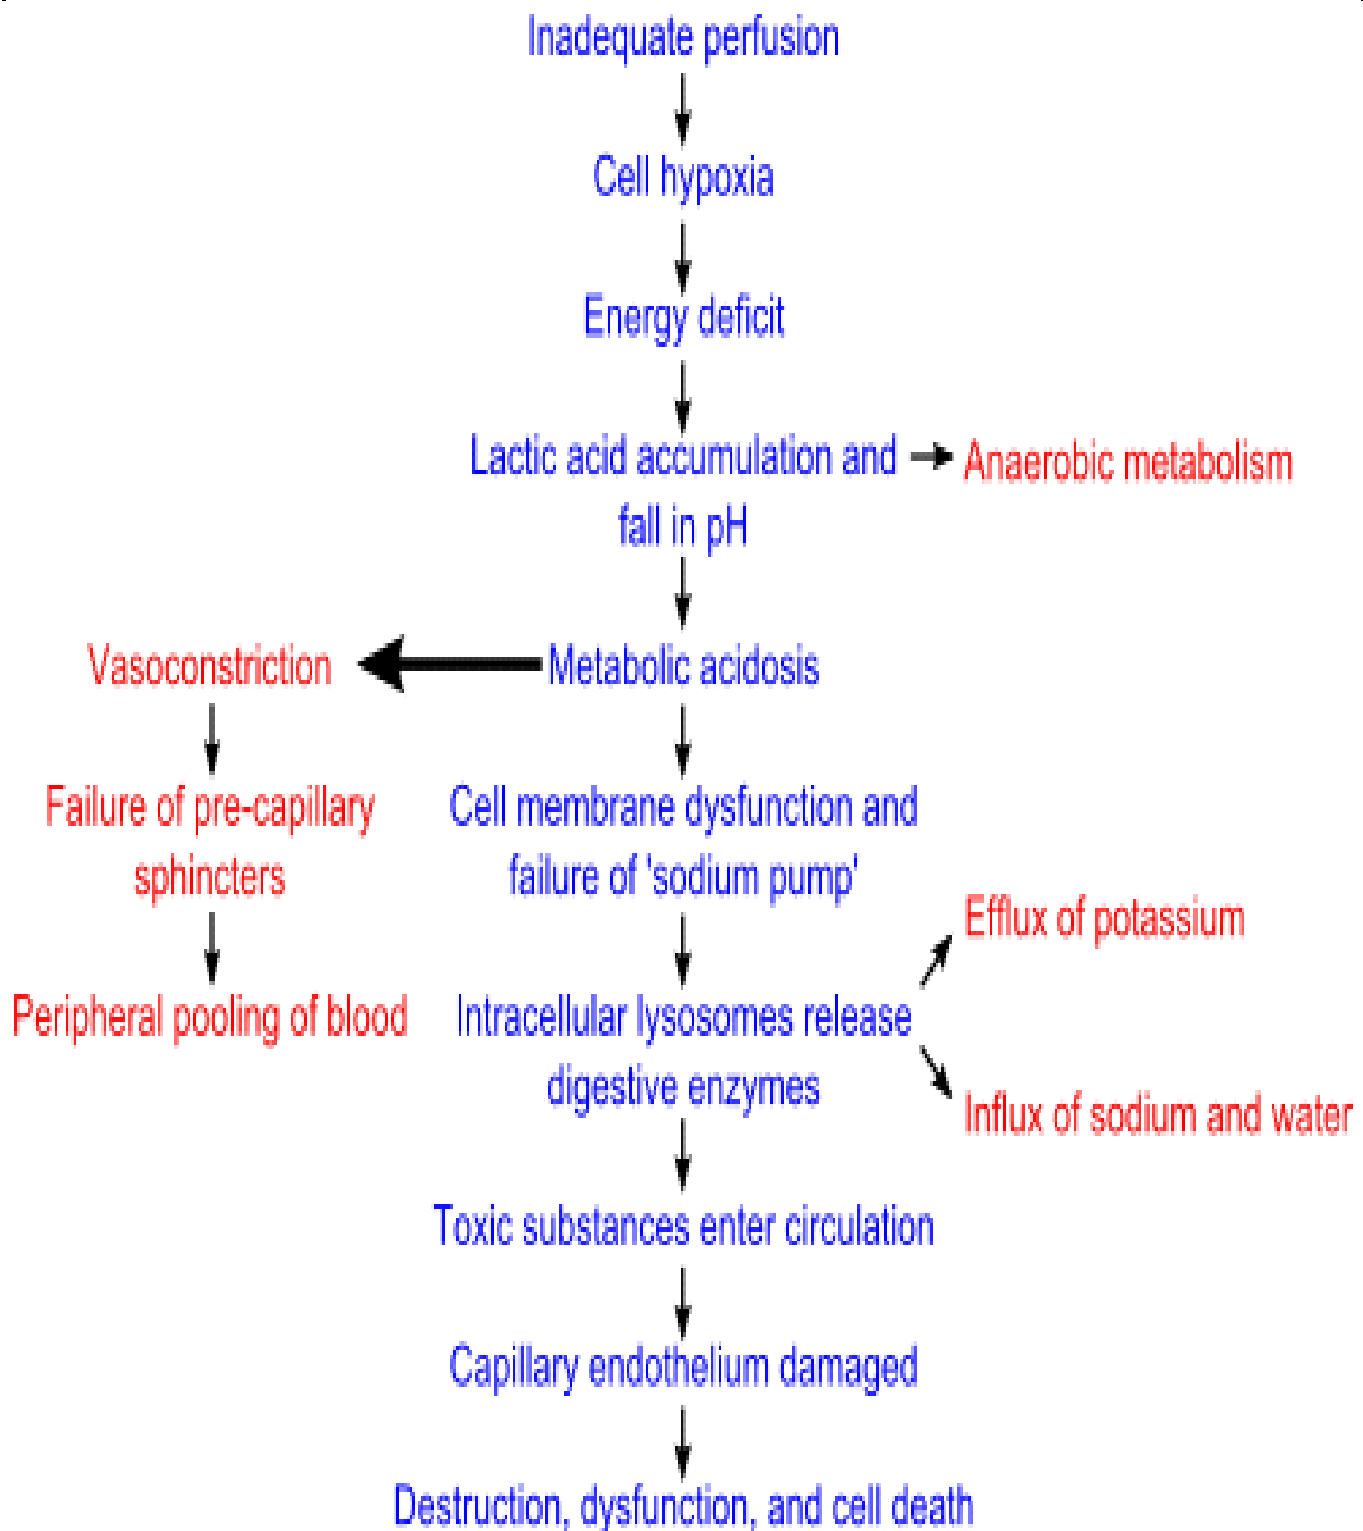 Inadequate perfusion
Cell hypoxia
Energy deficit
Lactic acid accumulation and
fall in pH
Anaerobic metabolism
Vasoconstriction
Metabolic acidosis
Failure of pre-capillary
sphincters
Cell membrane dysfunction and
failure of 'sodium pump'
Efflux of potassium
Peripheral pooling of blood
Intracellular lysosomes release
digestive enzymes
Influx of sodium and water
Toxic substances enter circulation
Capillary endothelium damaged
Destruction, dysfunction, and cell death